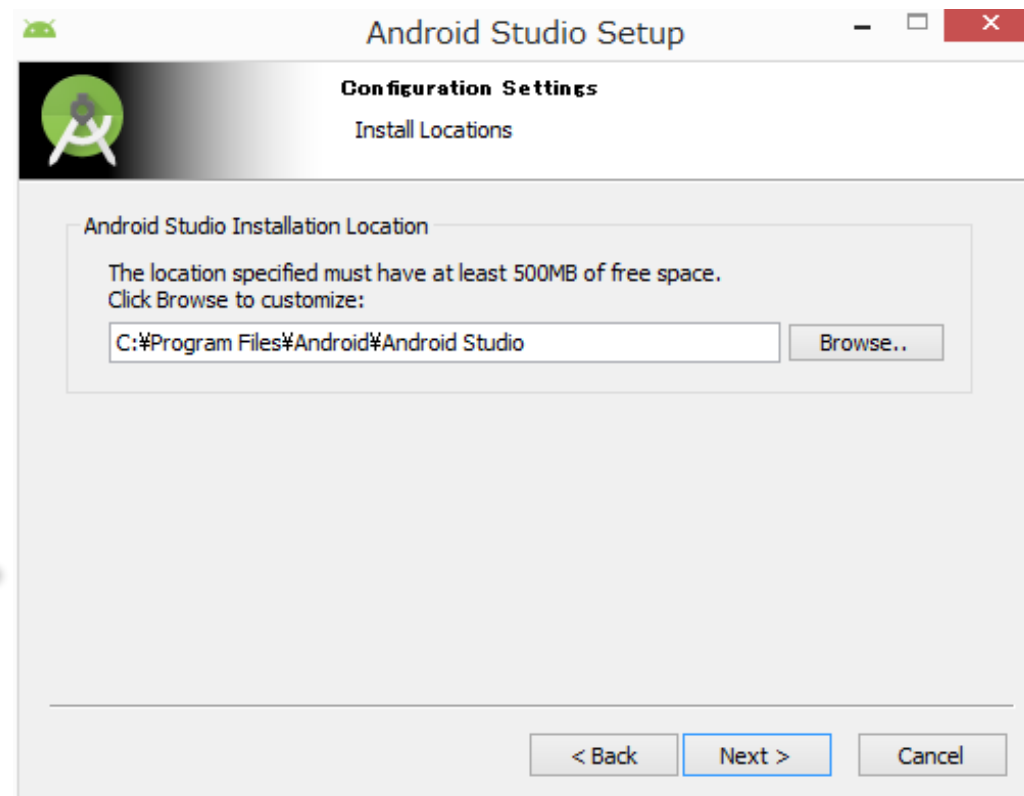 Android Studio Setup
Configuration Settings
Install Locations
Android Studio Installation Location
The location specified must have at least 500MB of free space.
Click Browse to customize:
C:¥Program Files¥Android¥Android Studio
Browse..
< Back
Next >
Cancel